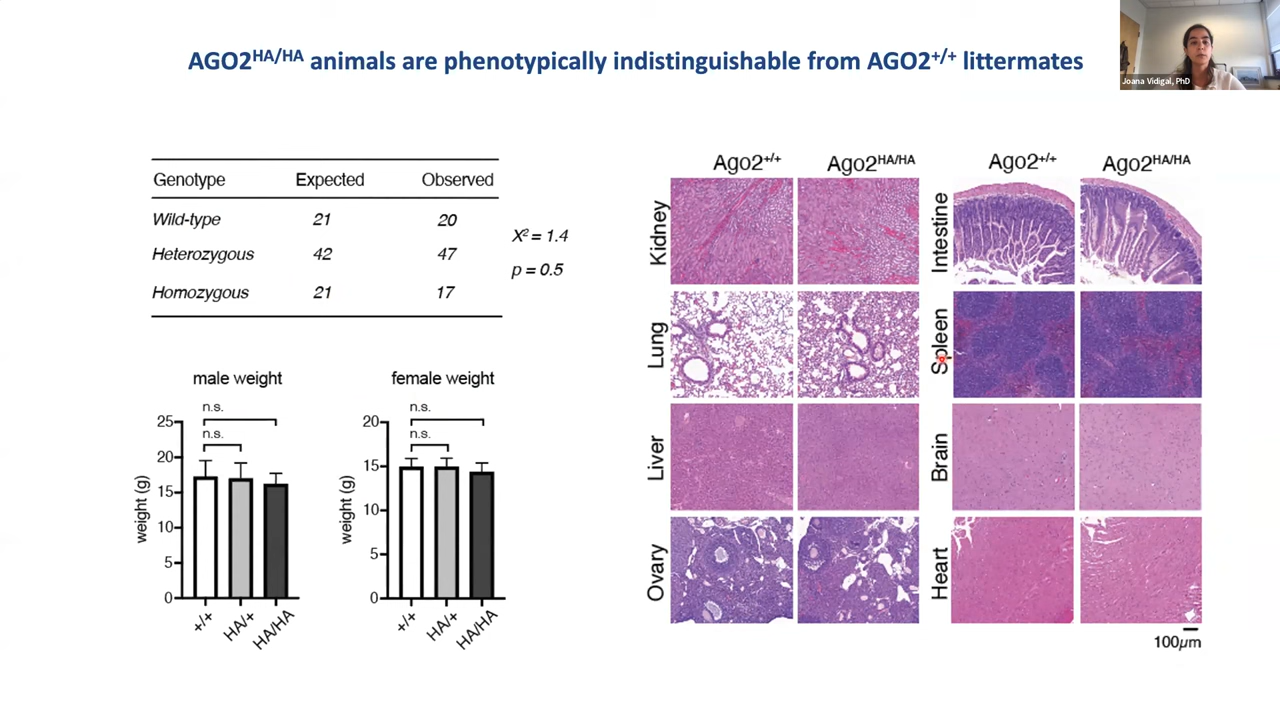 AGO2HA/HA animals are phenotypically indistinguishable from AGO2+/+ littermates
Joana Vidigal, PhD
Genotype Expected Observed
Wild-type 21 20
Heterozygous 42 47
Homozygous 21 17
X² = 1.4
p = 0.5
male weight
n.s.
n.s.
25
20
15
10
5
0
weight (g)
+/+ HA/+ HA/HA
female weight
n.s.
n.s.
20
15
10
5
0
weight (g)
+/+ HA/+ HA/HA
Ago2+/+ Ago2HA/HA
Kidney
Lung
Liver
Ovary
Ago2+/+ Ago2HA/HA
Intestine
Spleen
Brain
Heart
100µm